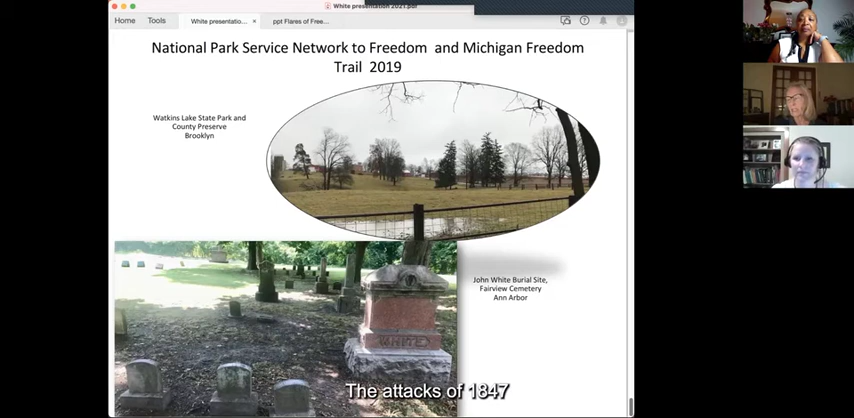 White presentation 2021.pdf
Home Tools White presentatio... × ppt Flares of Free...
National Park Service Network to Freedom and Michigan Freedom
Trail 2019
Watkins Lake State Park and
County Preserve
Brooklyn
John White Burial Site,
Fairview Cemetery
Ann Arbor
WHITE
The attacks of 1847